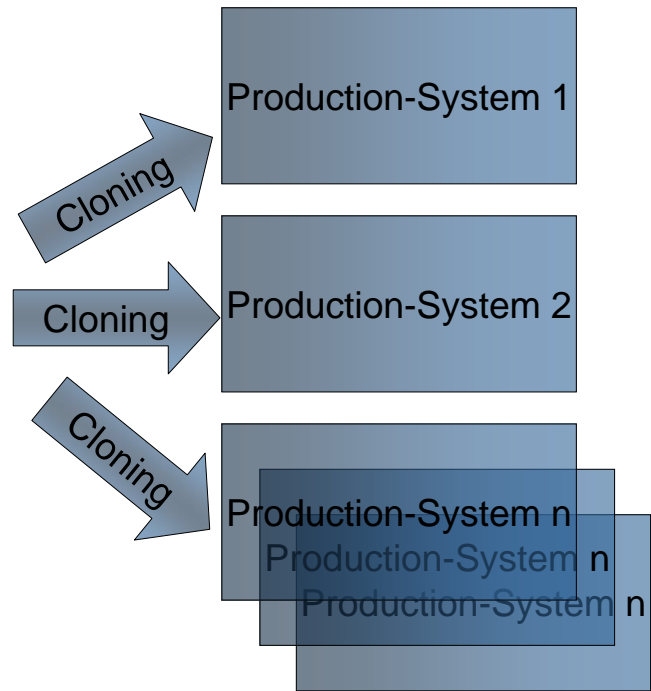 Production-System 1
Cloning
Production-System 2
Cloning
Cloning
Production-System n
Production-System n
Production-System n